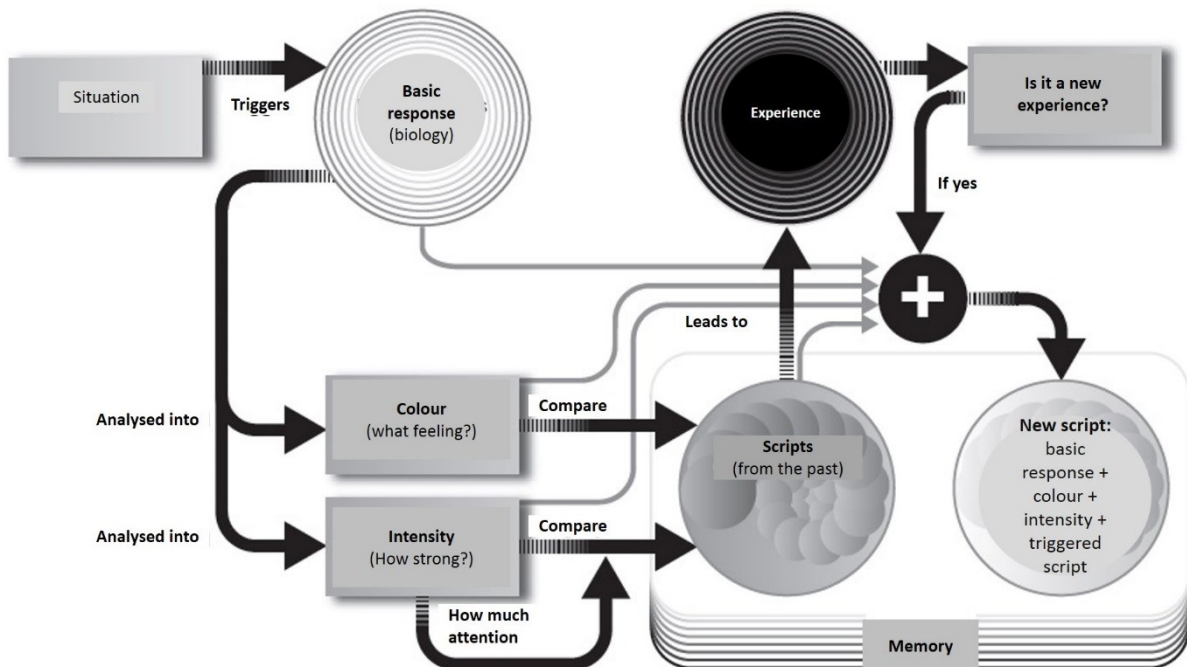 Situation
Triggers
Basic
response
(biology)
Experience
Is it a new
experience?
If yes
+
Leads to
Analysed into
Colour
(what feeling?)
Compare
Scripts
(from the past)
New script:
basic
response +
colour +
intensity +
triggered
script
Analysed into
Intensity
(How strong?)
Compare
How much
attention
Memory